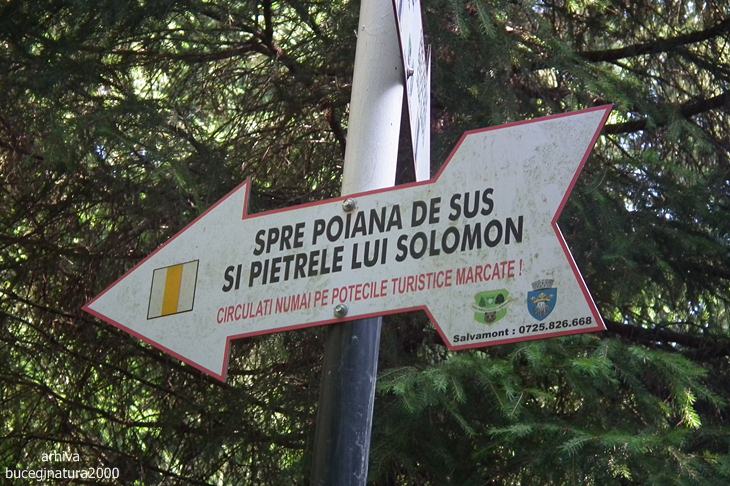 SPRE POIANA DE SUS
SI PIETRELE LUI SOLOMON
CIRCULATI NUMAI PE POTECILE TURISTICE MARCATE !
Salvamont : 0725.826.668
arhiva
buceginatura2000